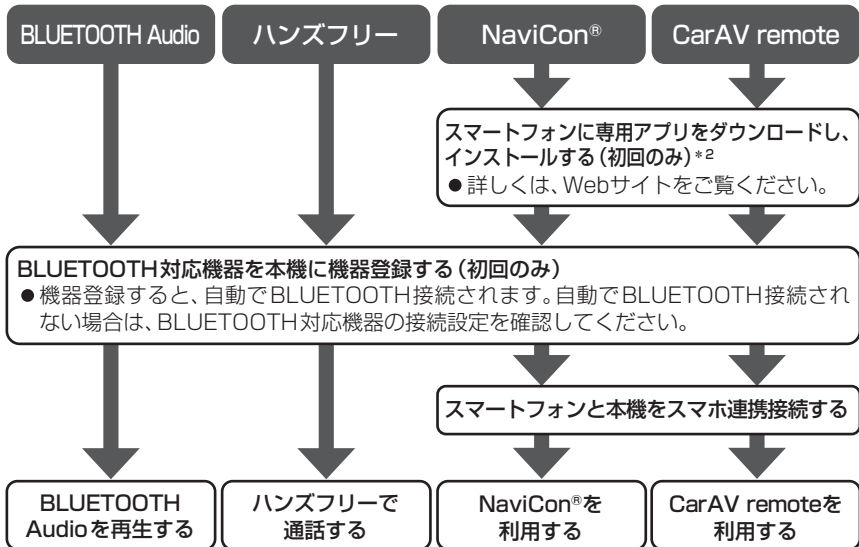 BLUETOOTH Audio
ハンズフリー
NaviCon®
CarAV remote
スマートフォンに専用アプリをダウンロードし、
インストールする(初回のみ)*2
●詳しくは、Webサイトをご覧ください。
BLUETOOTH対応機器を本機に機器登録する(初回のみ)
●機器登録すると、自動でBLUETOOTH接続されます。自動でBLUETOOTH接続され
ない場合は、BLUETOOTH対応機器の接続設定を確認してください。
スマートフォンと本機をスマホ連携接続する
BLUETOOTH
Audioを再生する
ハンズフリーで
通話する
NaviCon®を
利用する
CarAV remoteを
利用する